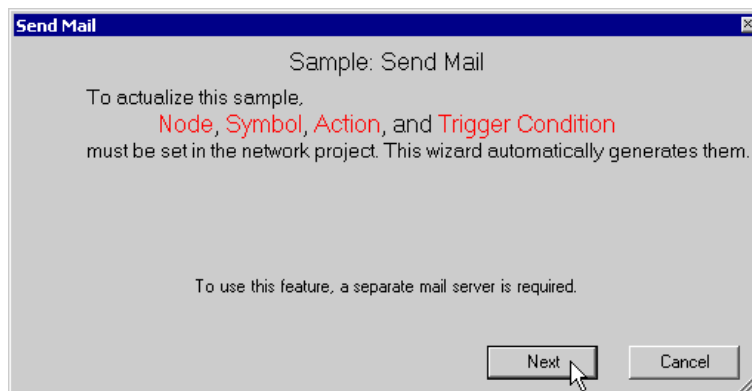 Send Mail
Sample: Send Mail
To actualize this sample,
Node, Symbol, Action, and Trigger Condition
must be set in the network project. This wizard automatically generates them.
To use this feature, a separate mail server is required.
Next
Cancel